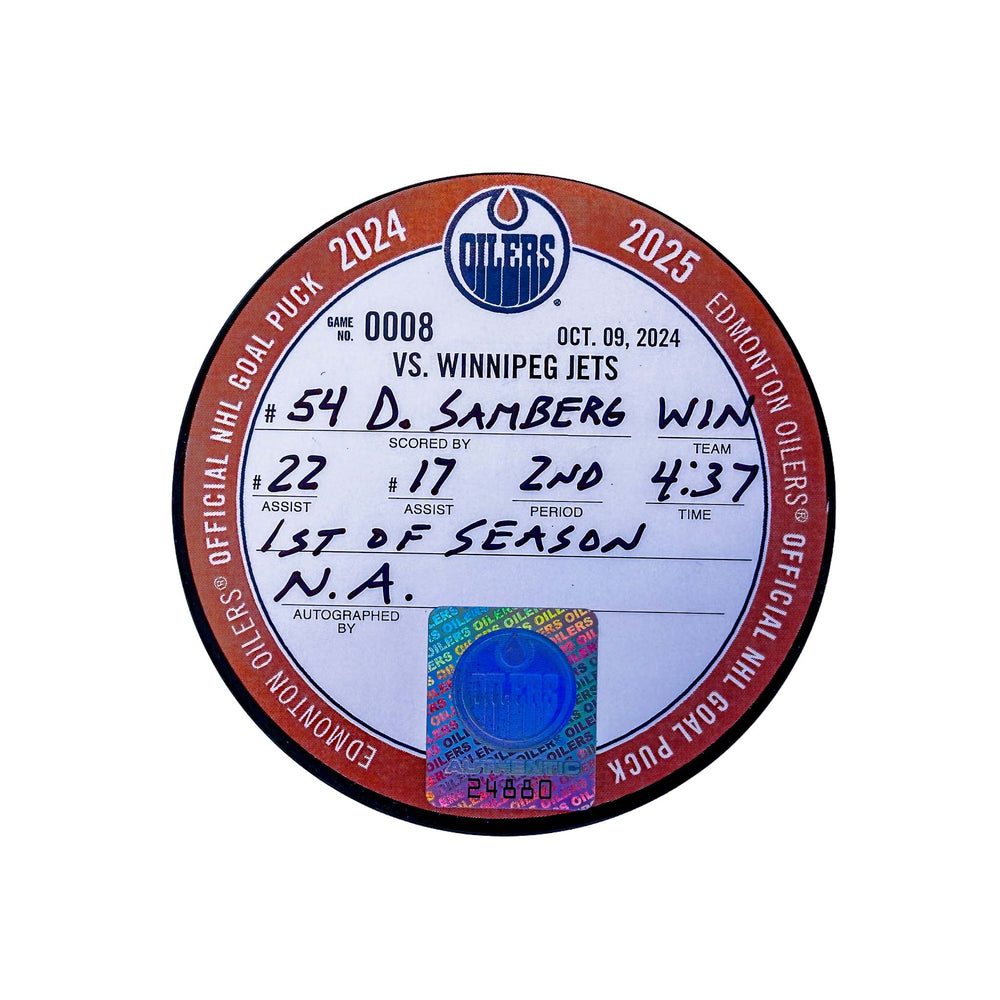 2024 2025
OILERS
EDMONTON OILERS® OFFICIAL NHL GOAL PUCK
EDMONTON OILERS® OFFICIAL NHL GOAL PUCK
GAME NO. 0008 OCT. 09, 2024
VS. WINNIPEG JETS
# 54 D. SAMBERG WIN
SCORED BY TEAM
# 22 # 17 2ND 4:37
ASSIST ASSIST PERIOD TIME
1ST OF SEASON
N.A.
AUTOGRAPHED
BY
OILERS
AUTHENTIC
24880